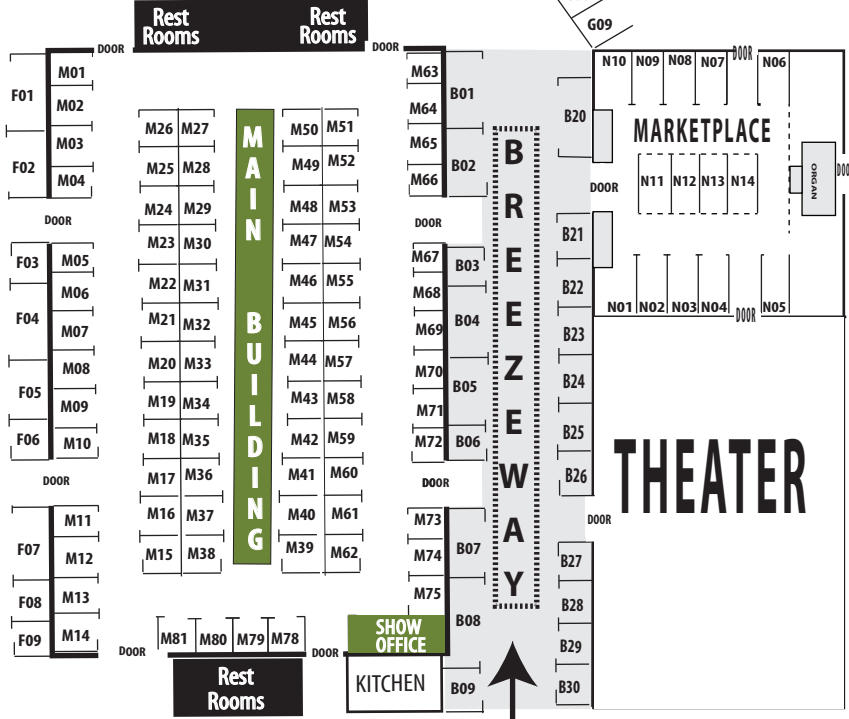 Rest
Rooms
Rest
Rooms
G09
DOOR
DOOR
F01
F02
M01
M02
M03
M04
DOOR
F03
F04
F05
F06
M05
M06
M07
M08
M09
M10
DOOR
F07
F08
F09
M11
M12
M13
M14
DOOR
M26 M27
M25 M28
M24 M29
M23 M30
M22 M31
M21 M32
M20 M33
M19 M34
M18 M35
M17 M36
M16 M37
M15 M38
MAIN
BUILDING
M50 M51
M49 M52
M48 M53
M47 M54
M46 M55
M45 M56
M44 M57
M43 M58
M42 M59
M41 M60
M40 M61
M39 M62
M81 M80 M79 M78
Rest
Rooms
DOOR
SHOW
OFFICE
KITCHEN
M63
M64
M65
M66
DOOR
M67
M68
M69
M70
M71
M72
DOOR
M73
M74
M75
B01
B02
B03
B04
B05
B06
B07
B08
B09
BREEZEWAY
B20
DOOR
B21
B22
B23
B24
B25
B26
DOOR
B27
B28
B29
B30
N10 N09 N08 N07 DOOR N06
MARKETPLACE
N11 N12 N13 N14
ORGAN
N01 N02 N03 N04 DOOR N05
THEATER